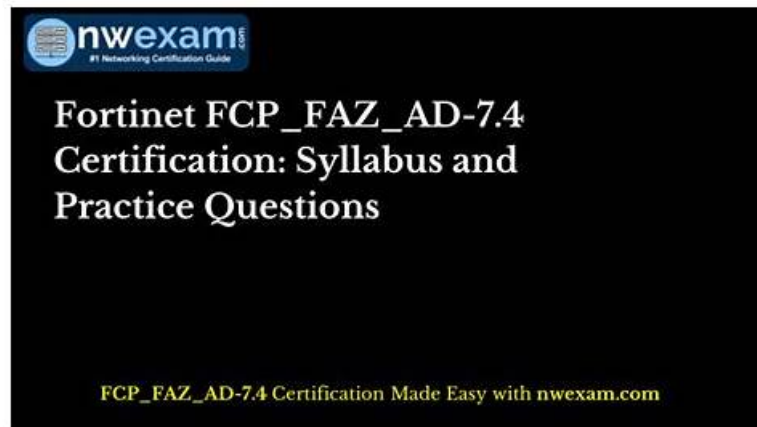 nwexam.com
#1 Networking Certification Guide
Fortinet FCP_FAZ_AD-7.4
Certification: Syllabus and
Practice Questions
FCP_FAZ_AD-7.4 Certification Made Easy with nwexam.com